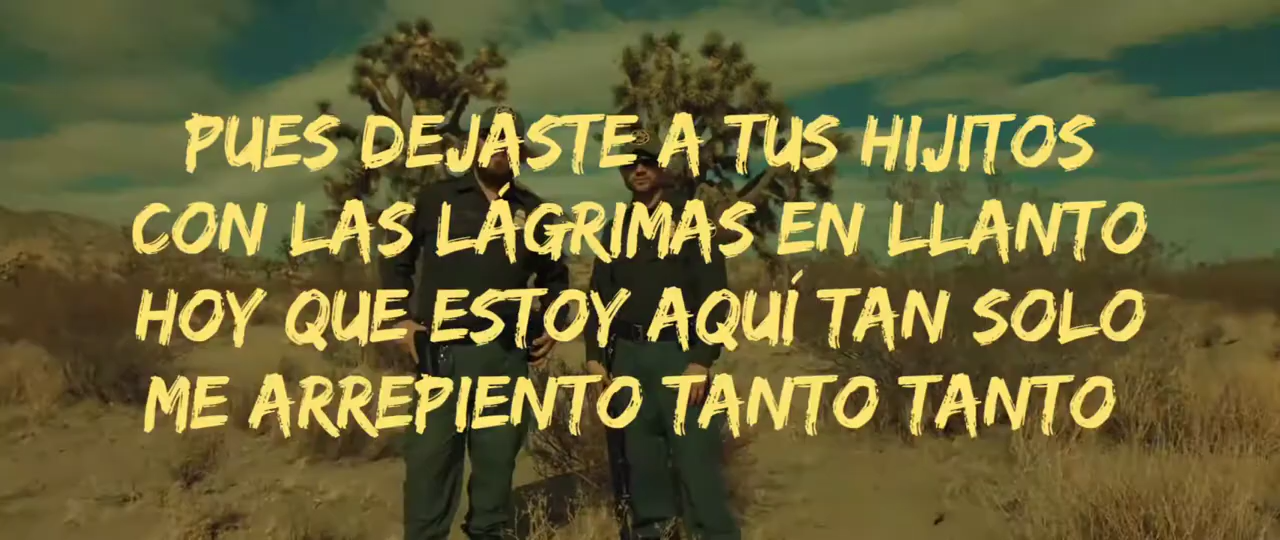 PUES DEJASTE A TUS HIJITOS
CON LAS LÁGRIMAS EN LLANTO
HOY QUE ESTOY AQUÍ TAN SOLO
ME ARREPIENTO TANTO TANTO